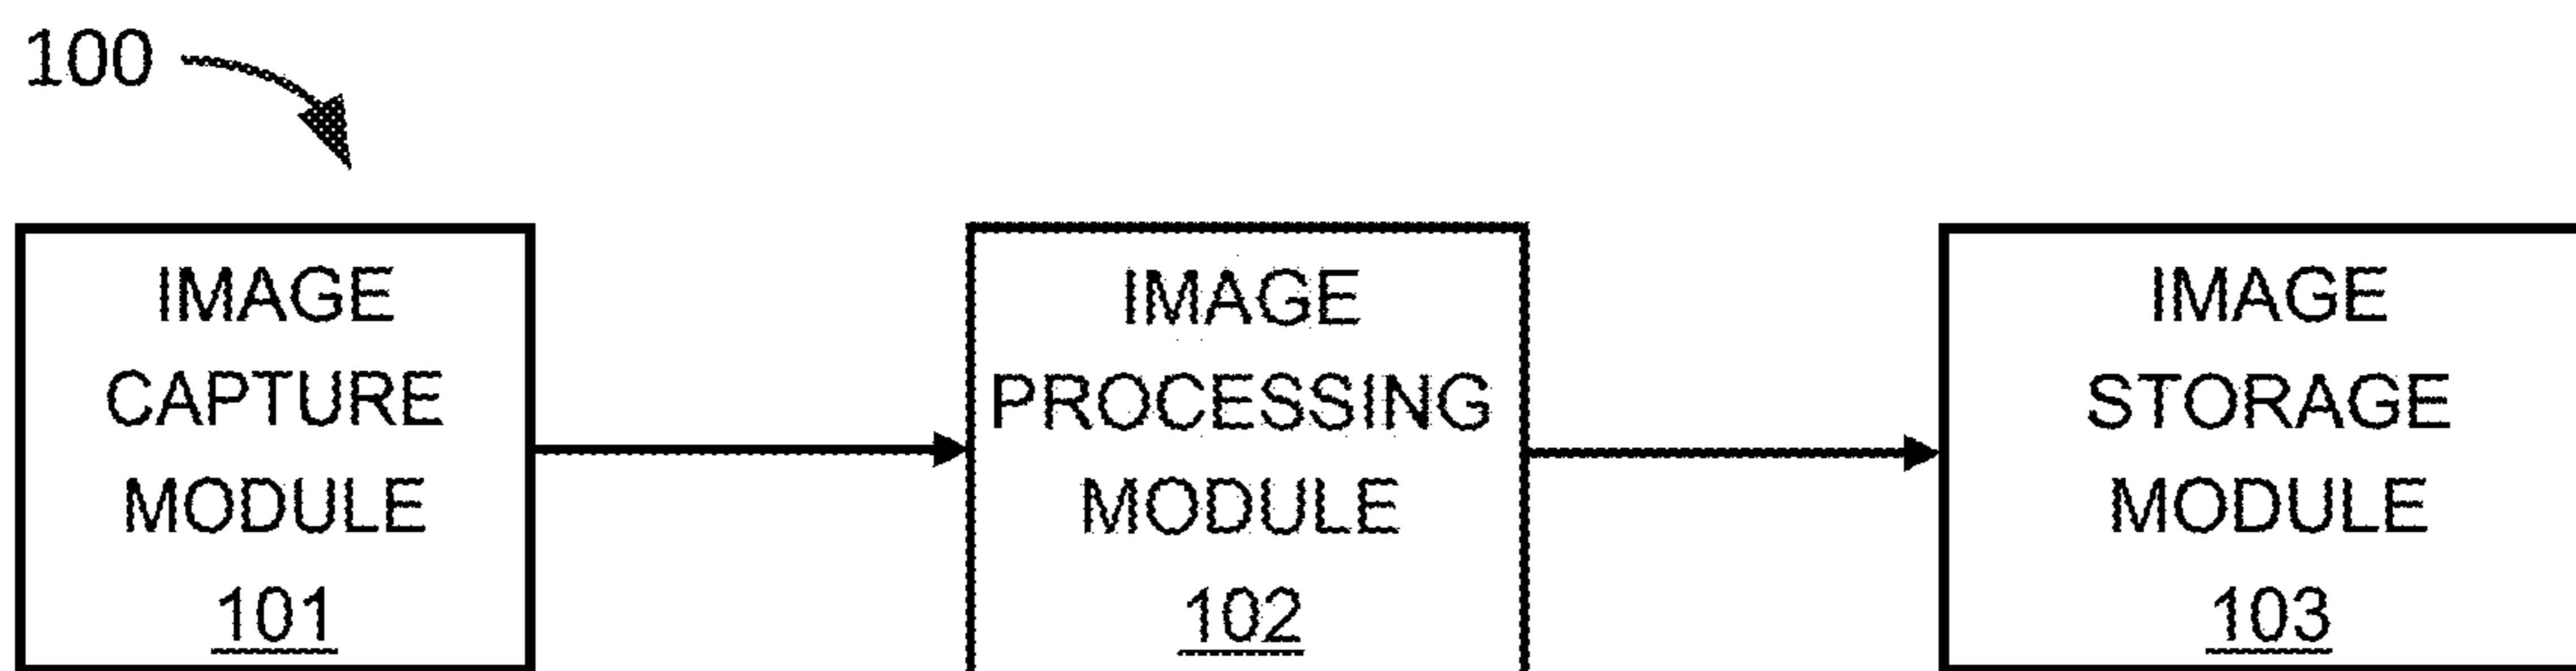 100
IMAGE
CAPTURE
MODULE
101
IMAGE
PROCESSING
MODULE
102
IMAGE
STORAGE
MODULE
103